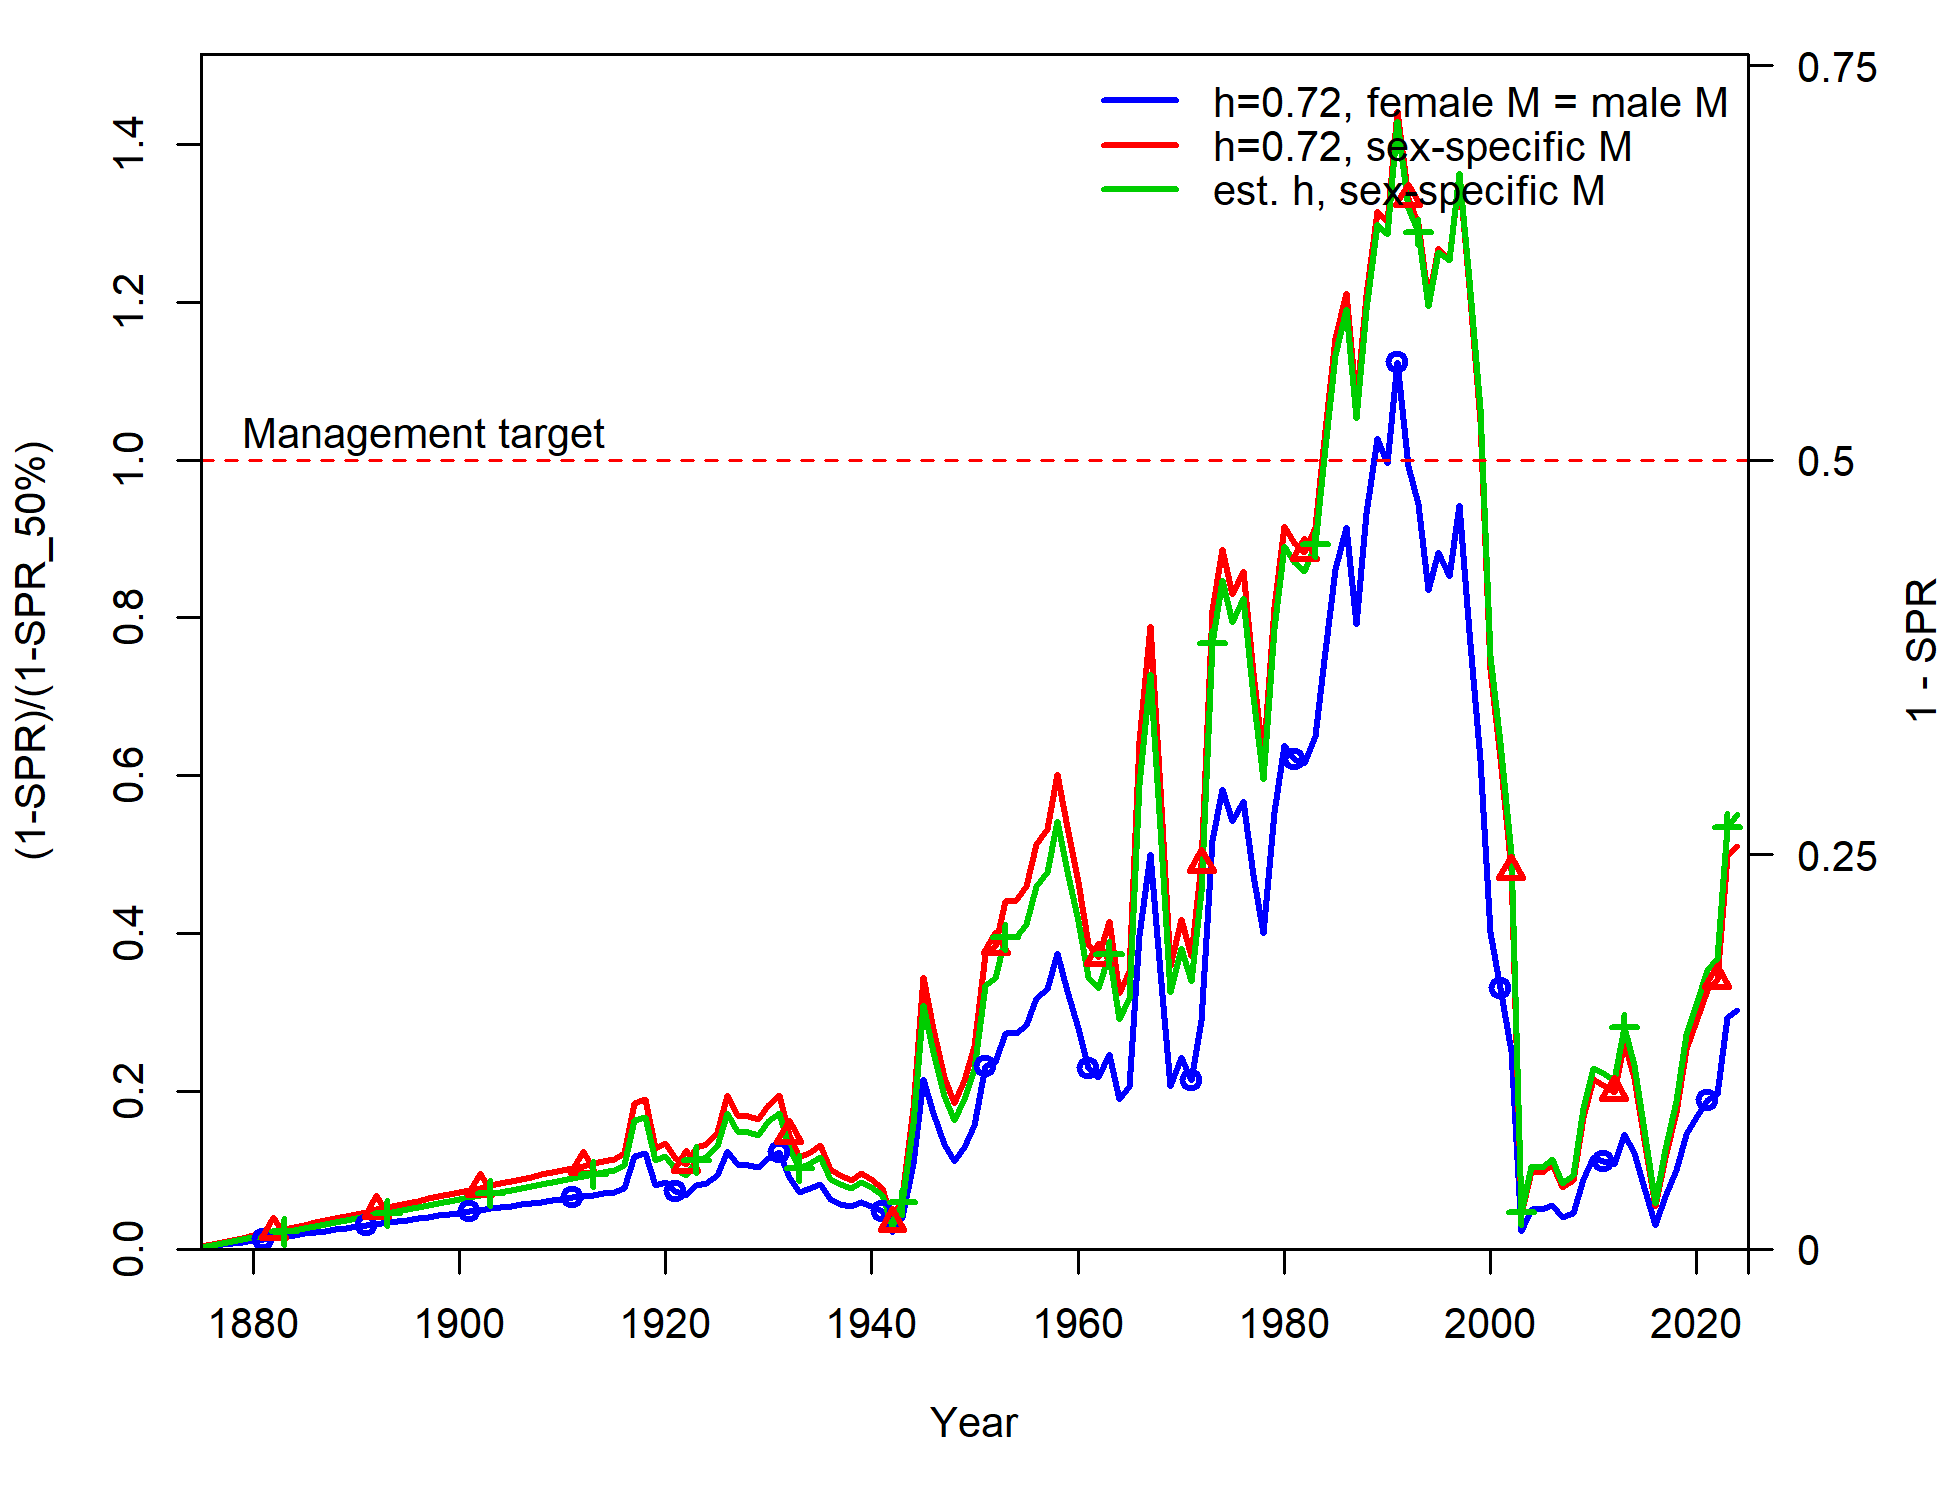 h=0.72, female M = male M
h=0.72, sex-specific M
est. h, sex-specific M
Management target
(1-SPR)/(1-SPR_50%)
0.0
0.2
0.4
0.6
0.8
1.0
1.2
1.4
1 - SPR
0.75
0.5
0.25
0
1880
1900
1920
1940
1960
1980
2000
2020
Year